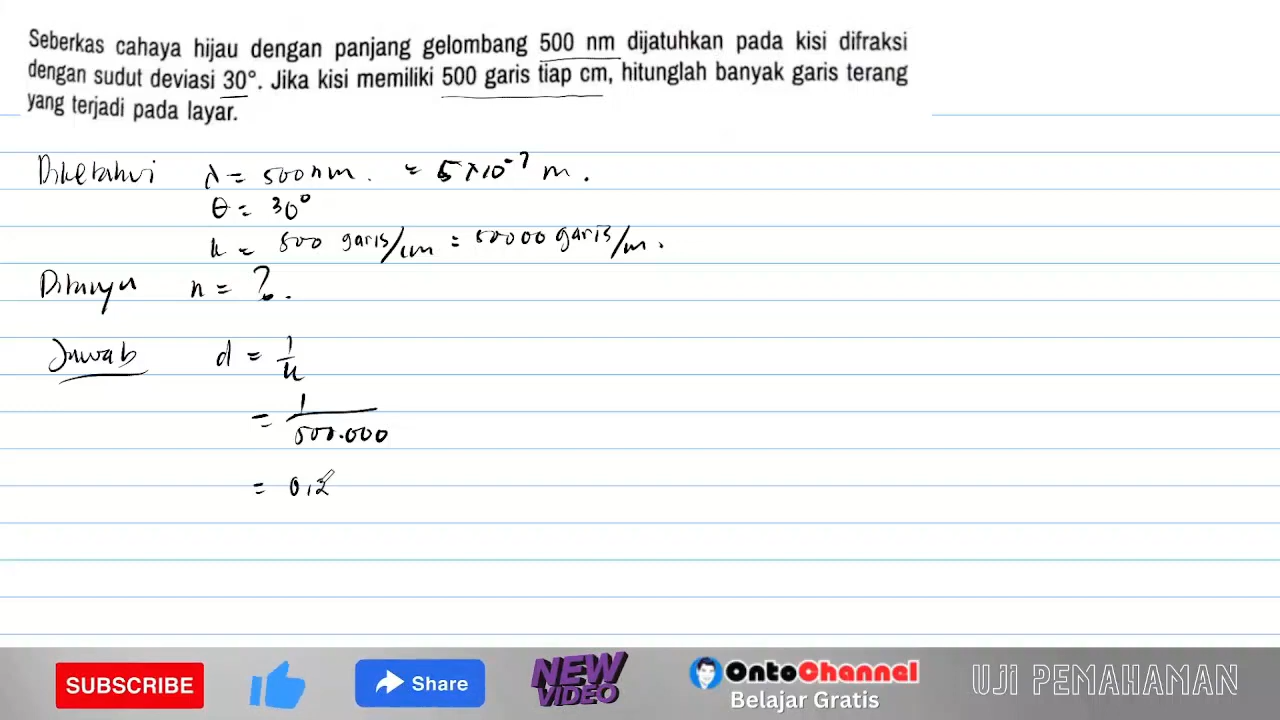 Seberkas cahaya hijau dengan panjang gelombang 500 nm dijatuhkan pada kisi difraksi
dengan sudut deviasi 30°. Jika kisi memiliki 500 garis tiap cm, hitunglah banyak garis terang
yang terjadi pada layar.
Diketahui λ = 500 nm. = 5 x 10⁻⁷ m.
θ = 30°
k = 500 garis/cm = 50000 garis/m.
Ditanya n = ?.
Jawab d = 1/k
= 1/500.000
= 0,2
SUBSCRIBE
Share
NEW VIDEO
OntoChannel
Belajar Gratis
UJI PEMAHAMAN